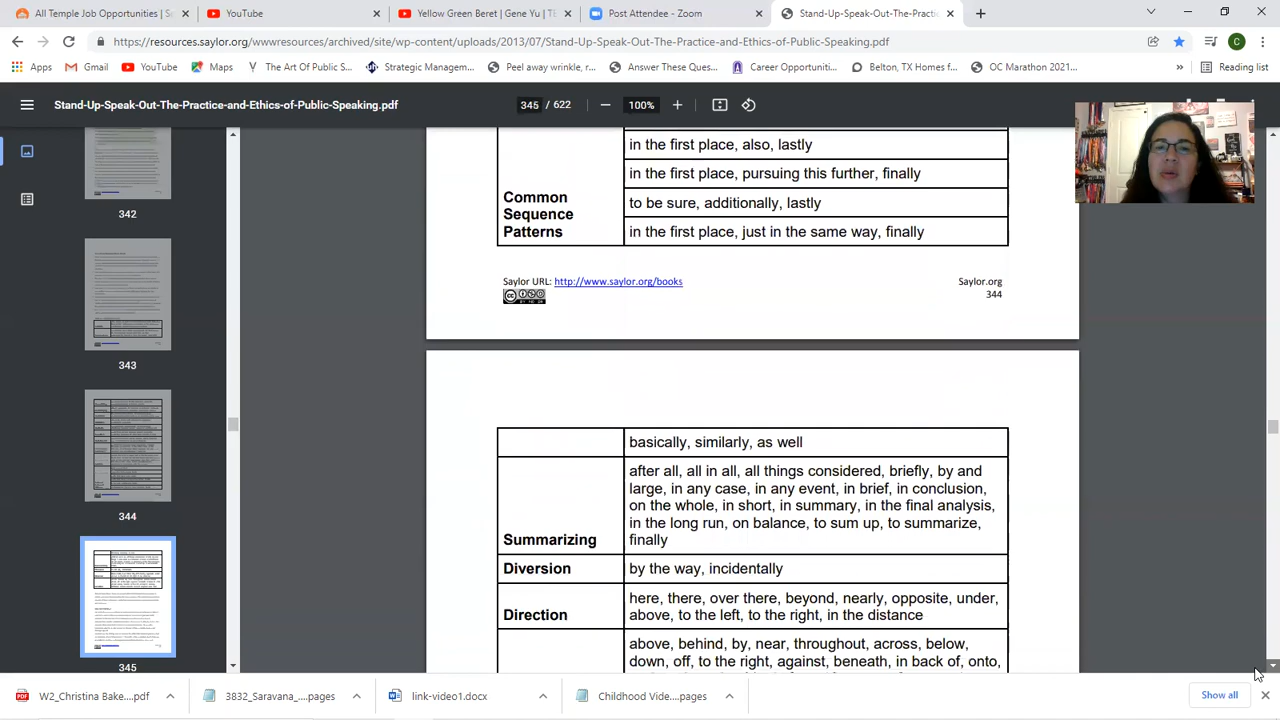 All Temple Job Opportunities | Se
YouTube
Yellow Green Beret | Gene Yu | TE
Post Attendee - Zoom
Stand-Up-Speak-Out-The-Practic
https://resources.saylor.org/wwwresources/archived/site/wp-content/uploads/2013/07/Stand-Up-Speak-Out-The-Practice-and-Ethics-of-Public-Speaking.pdf
C
Apps
Gmail
YouTube
Maps
The Art Of Public S...
Strategic Managem...
Peel away wrinkle, r...
Answer These Ques...
Career Opportuniti...
Belton, TX Homes f...
OC Marathon 2021...
»
Reading list
Stand-Up-Speak-Out-The-Practice-and-Ethics-of-Public-Speaking.pdf
345 / 622
100%
342
343
344
345
in the first place, also, lastly
in the first place, pursuing this further, finally
Common
Sequence
Patterns
to be sure, additionally, lastly
in the first place, just in the same way, finally
Saylor URL: http://www.saylor.org/books
Saylor.org
344
basically, similarly, as well
Summarizing
after all, all in all, all things considered, briefly, by and
large, in any case, in any event, in brief, in conclusion,
on the whole, in short, in summary, in the final analysis,
in the long run, on balance, to sum up, to summarize,
finally
Diversion
by the way, incidentally
Direction
here, there, over there, beyond, nearly, opposite, under,
above, to the left, to the right, in the distance
above, behind, by, near, throughout, across, below,
down, off, to the right, against, beneath, in back of, onto,
W2_Christina Bake....pdf
3832_Saravana_....pages
link-video1.docx
Childhood Vide....pages
Show all